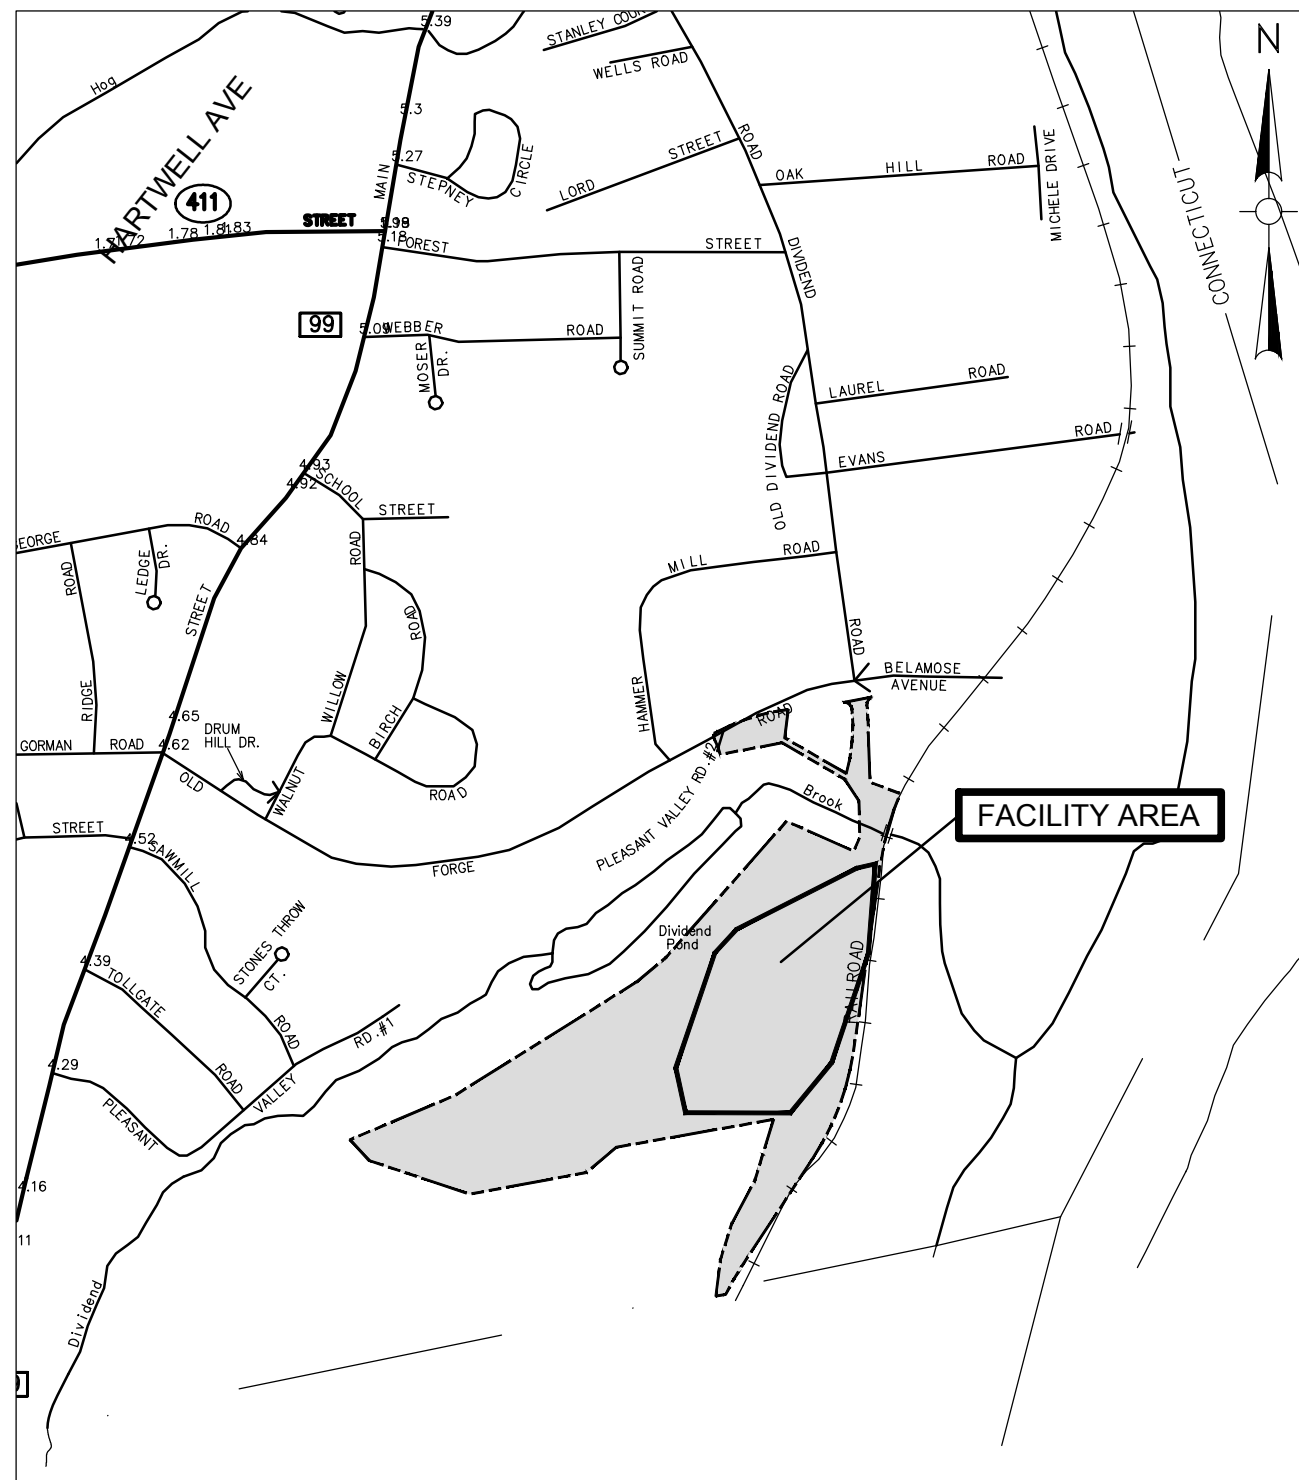 5.39
STANLEY
N
WELLS ROAD
Hog
HARTWELL AVE
5.3
STREET
ROAD
LORD
5.27
STEPNEY
CIRCLE
MAIN
OAK HILL ROAD
MICHELE DRIVE
CONNECTICUT
411
STREET
1.78
1.83
5.18
FOREST STREET
DIVIDEND
SUMMIT ROAD
99
5.09
WEBBER ROAD
MOSER DR.
LAUREL ROAD
OLD DIVIDEND ROAD
EVANS ROAD
4.93
4.92
SCHOOL STREET
ROAD
4.84
LEDGE DR.
ROAD
ROAD
MILL ROAD
ROAD
STREET
ROAD
BELAMOSE AVENUE
RIDGE
WILLOW
BIRCH
HAMMER
4.65
DRUM HILL DR.
4.62
GORMAN ROAD
OLD
WALNUT
ROAD
ROAD
PLEASANT VALLEY RD.#2
Brook
FACILITY AREA
STREET
4.52
SAWMILL
FORGE
Dividend
Pond
STONES THROW CT.
4.39
TOLLGATE
ROAD
RD.#1
RAILROAD
4.29
ROAD
VALLEY
PLEASANT
4.16
11
Dividend